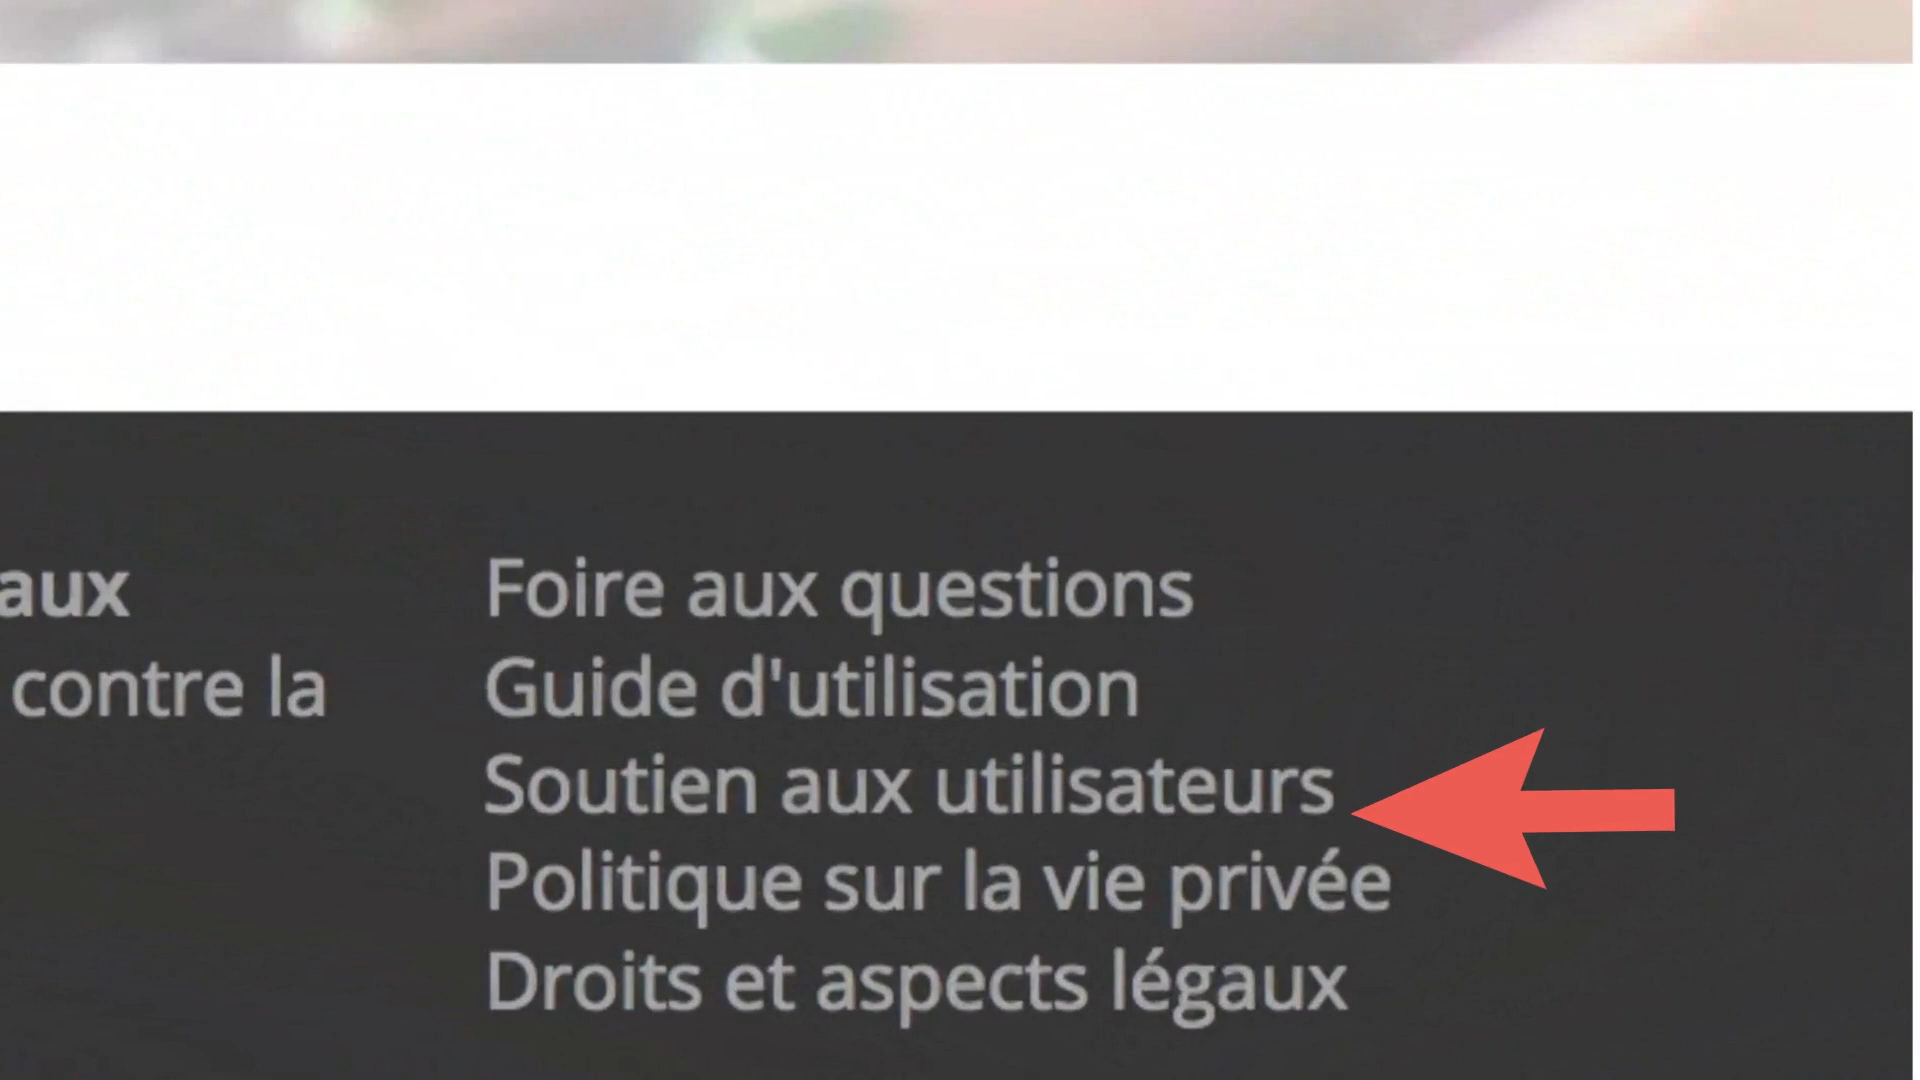 aux
contre la
Foire aux questions
Guide d'utilisation
Soutien aux utilisateurs
Politique sur la vie privée
Droits et aspects légaux